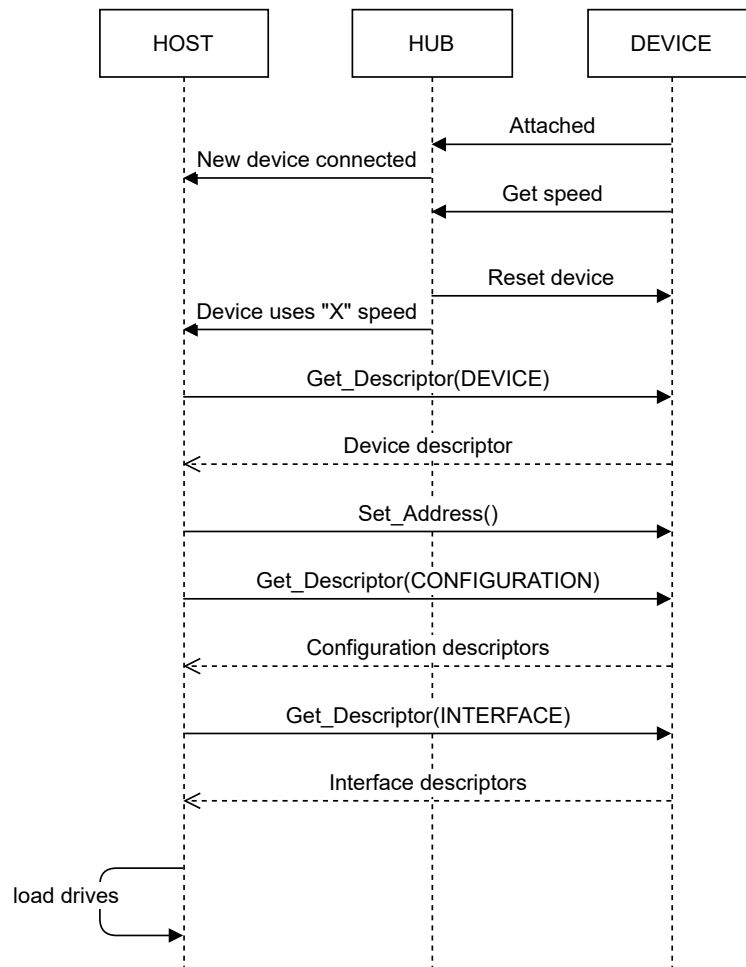 HOST
HUB
DEVICE
Attached
New device connected
Get speed
Reset device
Device uses "X" speed
Get_Descriptor(DEVICE)
Device descriptor
Set_Address()
Get_Descriptor(CONFIGURATION)
Configuration descriptors
Get_Descriptor(INTERFACE)
Interface descriptors
load drives